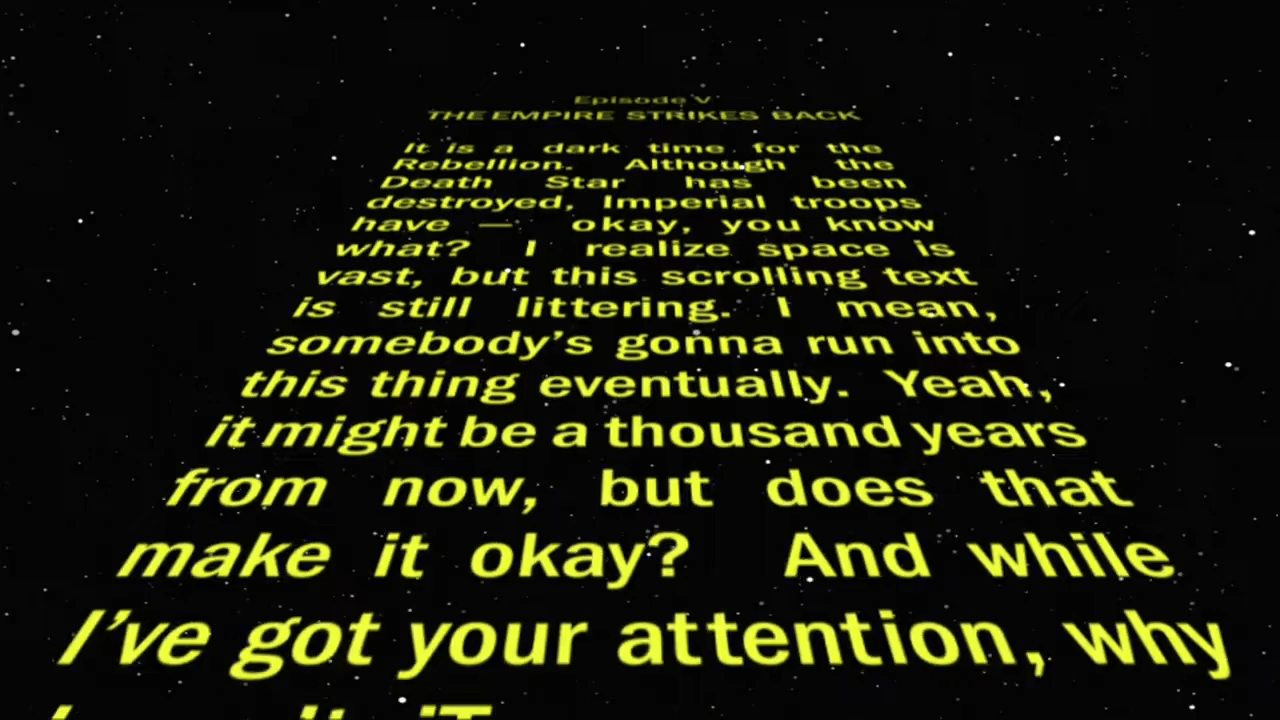 Episode V
THE EMPIRE STRIKES BACK
It is a dark time for the
Rebellion. Although the
Death Star has been
destroyed, Imperial troops
have — okay, you know
what? I realize space is
vast, but this scrolling text
is still littering. I mean,
somebody’s gonna run into
this thing eventually. Yeah,
it might be a thousand years
from now, but does that
make it okay? And while
I’ve got your attention, why